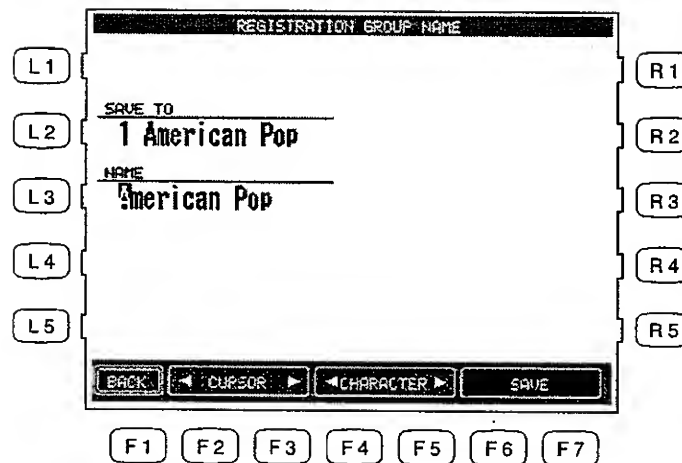 REGISTRATION GROUP NAME
L1
R1
SAVE TO
L2
1 American Pop
R2
NAME
L3
American Pop
R3
L4
R4
L5
R5
BACK ◄ CURSOR ► ◄CHARACTER► SAVE
F1 F2 F3 F4 F5 F6 F7